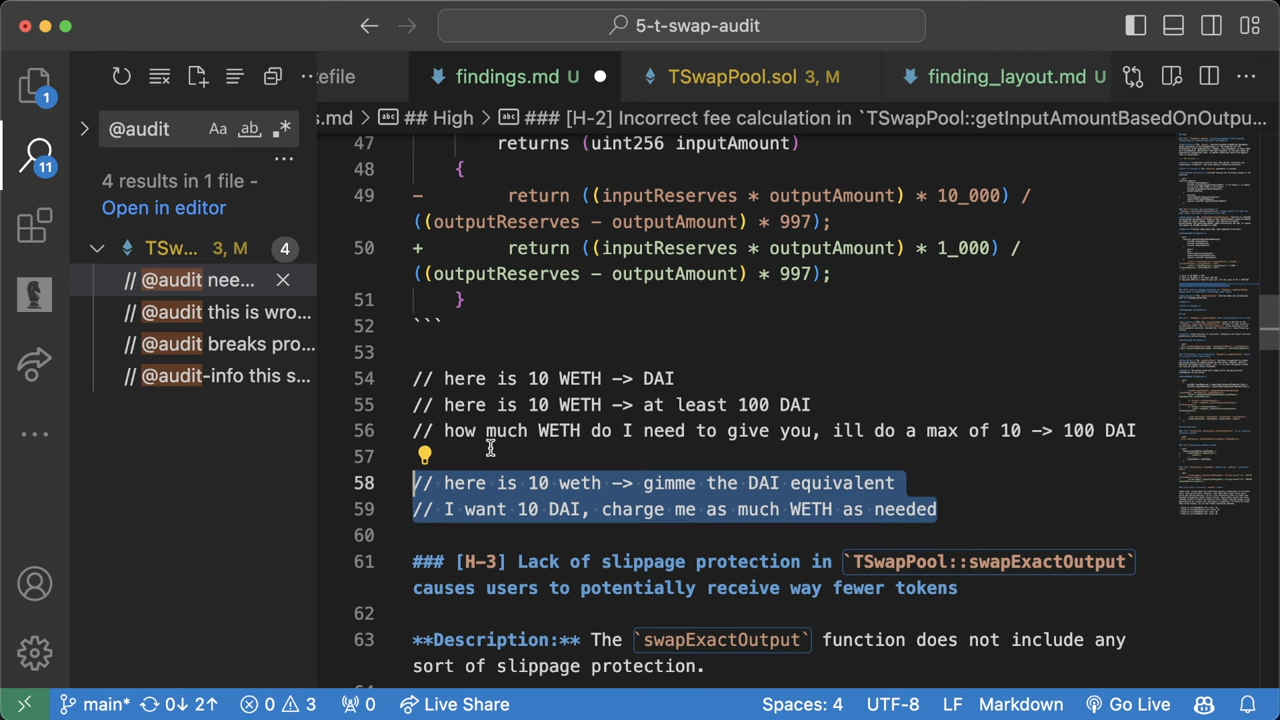 5-t-swap-audit
efile
findings.md U
TSwapPool.sol 3, M
finding_layout.md U
s.md > ## High > ### [H-2] Incorrect fee calculation in `TSwapPool::getInputAmountBasedOnOutpu...
1
@audit
Aa ab
11
4 results in 1 file -
Open in editor
TSw... 3, M 4
// @audit nee...
// @audit this is wro...
// @audit breaks pro...
// @audit-info this s...
47 returns (uint256 inputAmount)
48 {
49 - return ((inputReserves * outputAmount) * 10_000) /
((outputReserves - outputAmount) * 997);
50 + return ((inputReserves * outputAmount) * 1_000) /
((outputReserves - outputAmount) * 997);
51 }
52 ```
53
54 // here is 10 WETH -> DAI
55 // here is 10 WETH -> at least 100 DAI
56 // how much WETH do I need to give you, ill do a max of 10 -> 100 DAI
57
58 // here is 10 weth -> gimme the DAI equivalent
59 // I want 10 DAI, charge me as much WETH as needed
60
61 ### [H-3] Lack of slippage protection in `TSwapPool::swapExactOutput`
causes users to potentially receive way fewer tokens
62
63 **Description:** The `swapExactOutput` function does not include any
sort of slippage protection.
main* 0↓ 2↑ 0 3 0 Live Share
Spaces: 4 UTF-8 LF Markdown Go Live